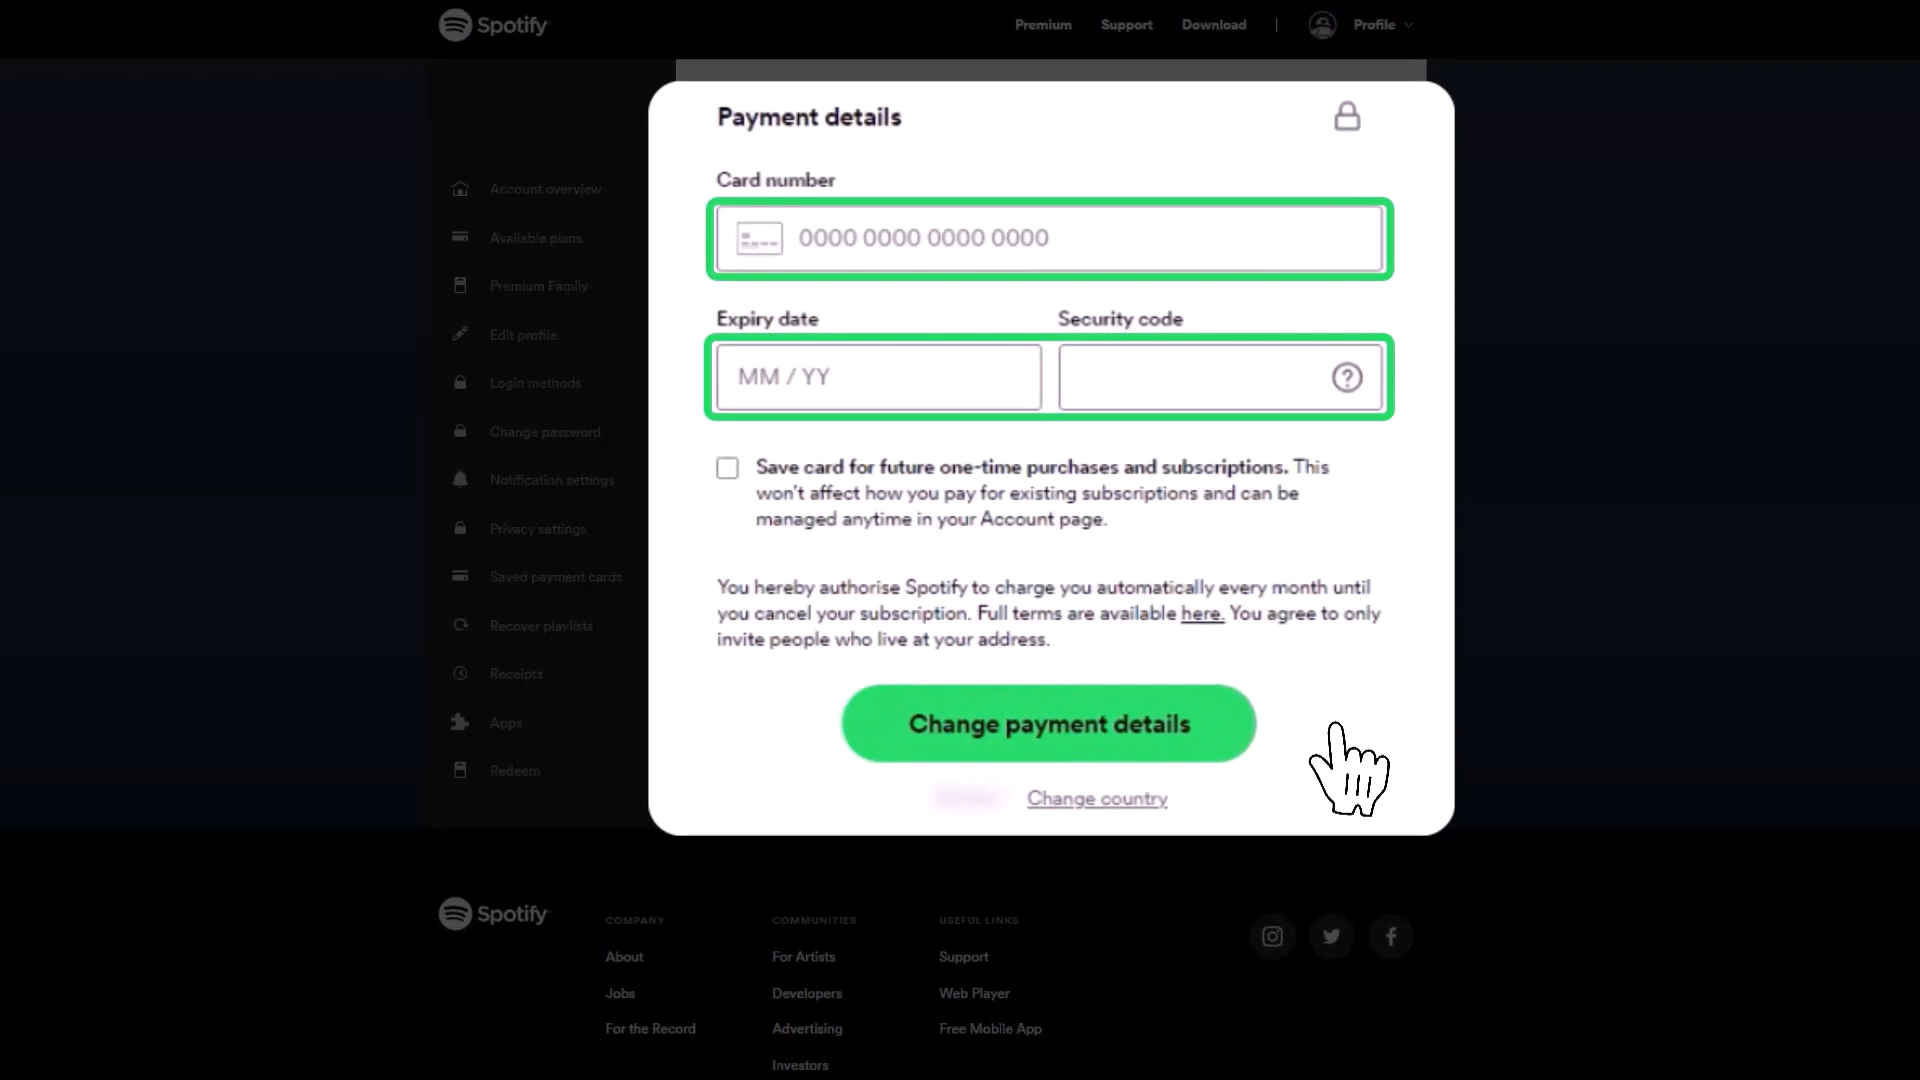 Spotify
Premium
Support
Download
Profile
Payment details
Card number
0000 0000 0000 0000
Expiry date
Security code
MM / YY
Save card for future one-time purchases and subscriptions. This
won't affect how you pay for existing subscriptions and can be
managed anytime in your Account page.
You hereby authorise Spotify to charge you automatically every month until
you cancel your subscription. Full terms are available here. You agree to only
invite people who live at your address.
Change payment details
Change country
Account overview
Available plans
Premium Family
Edit profile
Login methods
Change password
Notification settings
Privacy settings
Saved payment cards
Recover playlists
Receipts
Apps
Redeem
Spotify
COMPANY
About
Jobs
For the Record
COMMUNITIES
For Artists
Developers
Advertising
Investors
USEFUL LINKS
Support
Web Player
Free Mobile App